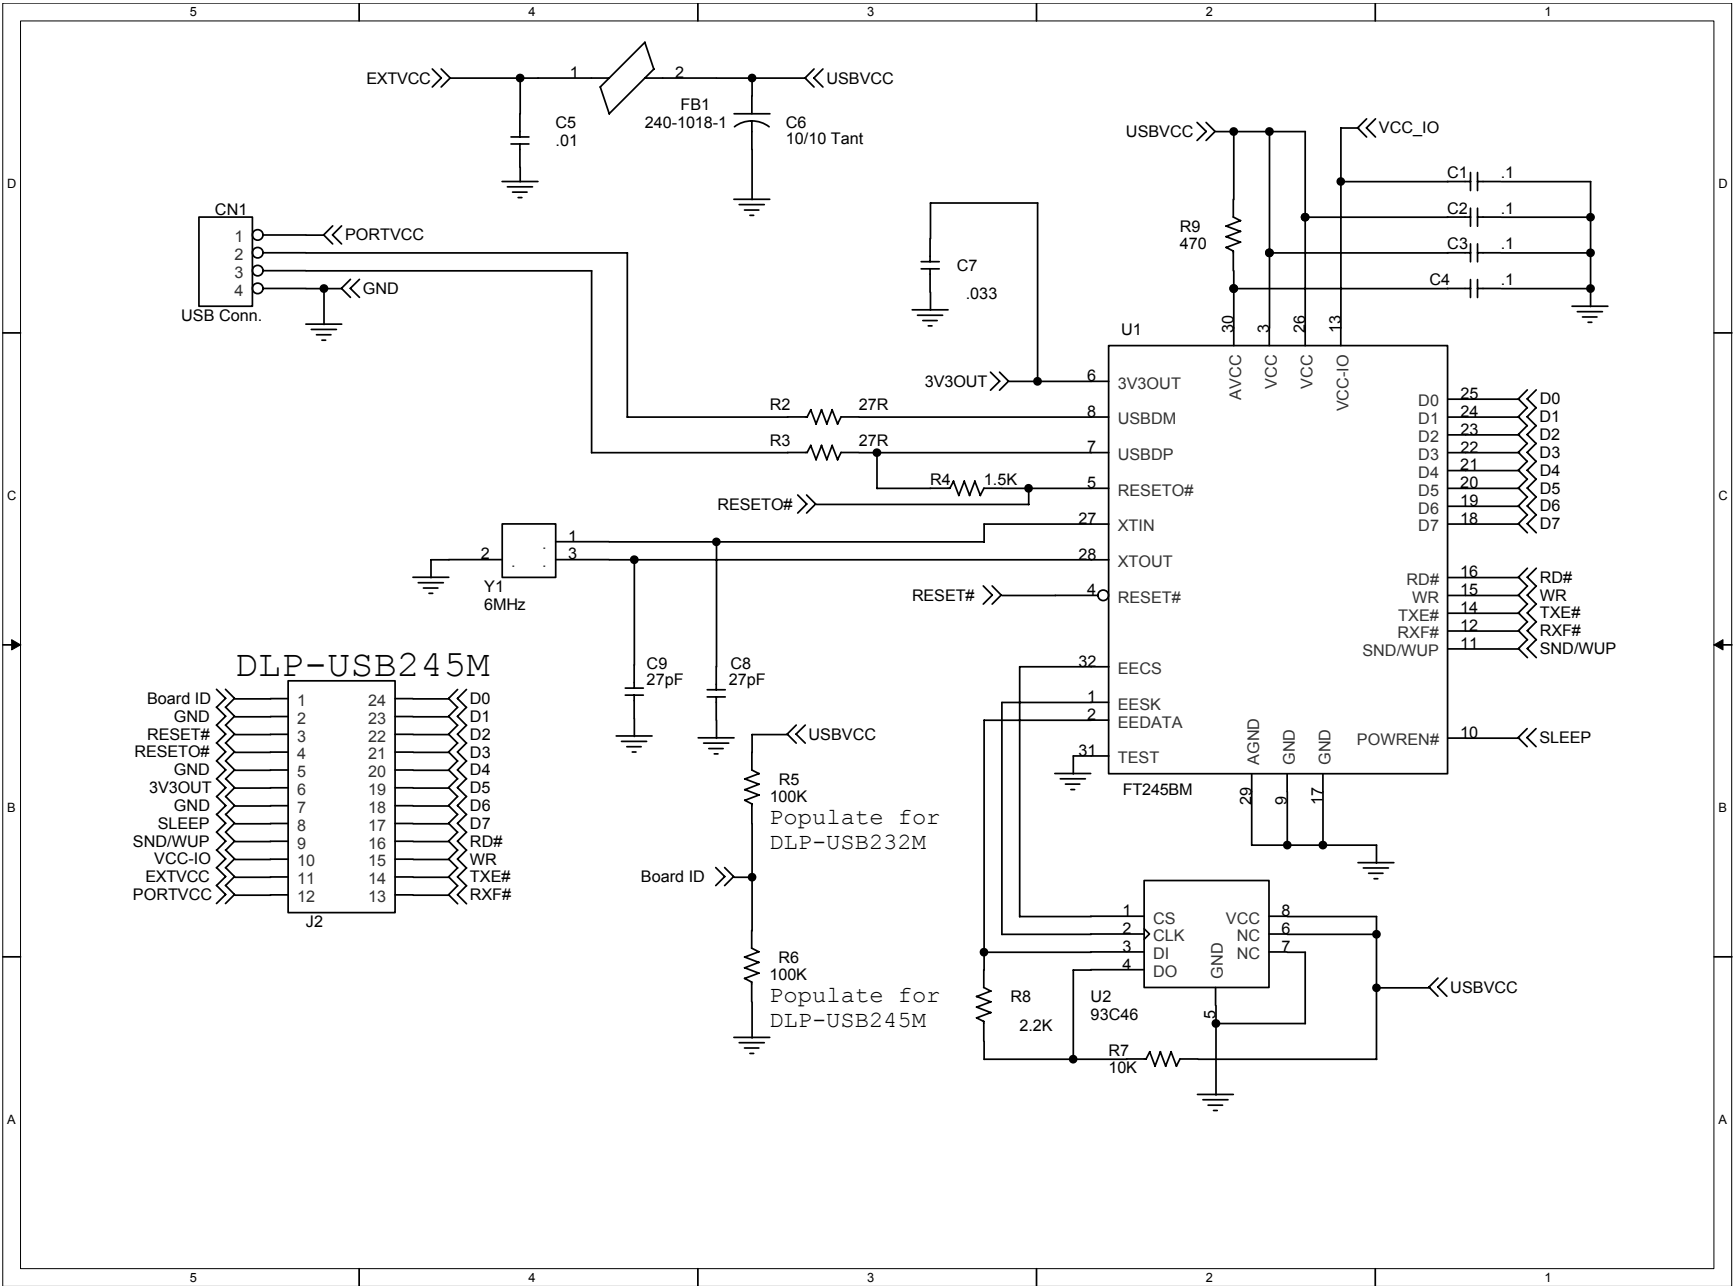 5 4 3 2 1
EXTVCC 1 2 USBVCC
FB1
240-1018-1
C5
.01
C6
10/10 Tant
USBVCC VCC_IO
C1 .1
C2 .1
C3 .1
C4 .1
R9
470
D D
CN1
1 PORTVCC
2
3
4 GND
USB Conn.
C7
.033
30 3 26 13
U1
AVCC VCC VCC VCC-IO
3V3OUT 6 3V3OUT
R2 27R 8 USBDM
R3 27R 7 USBDP
R4 1.5K 5 RESETO#
RESETO#
27 XTIN
28 XTOUT
RESET# 4 RESET#
32 EECS
1 EESK
2 EEDATA
31 TEST
D0 25 D0
D1 24 D1
D2 23 D2
D3 22 D3
D4 21 D4
D5 20 D5
D6 19 D6
D7 18 D7
RD# 16 RD#
WR 15 WR
TXE# 14 TXE#
RXF# 12 RXF#
SND/WUP 11 SND/WUP
POWREN# 10 SLEEP
AGND GND GND
29 9 17
FT245BM
C C
2 1
3
Y1
6MHz
C9
27pF
C8
27pF
DLP-USB245M
Board ID 1 24 D0
GND 2 23 D1
RESET# 3 22 D2
RESETO# 4 21 D3
GND 5 20 D4
3V3OUT 6 19 D5
GND 7 18 D6
SLEEP 8 17 D7
SND/WUP 9 16 RD#
VCC-IO 10 15 WR
EXTVCC 11 14 TXE#
PORTVCC 12 13 RXF#
J2
USBVCC
R5
100K
Populate for
DLP-USB232M
Board ID
R6
100K
Populate for
DLP-USB245M
B B
1 CS VCC 8
2 CLK NC 6
3 DI NC 7
4 DO GND
5
U2
93C46
USBVCC
R8
2.2K
R7
10K
A A
5 4 3 2 1